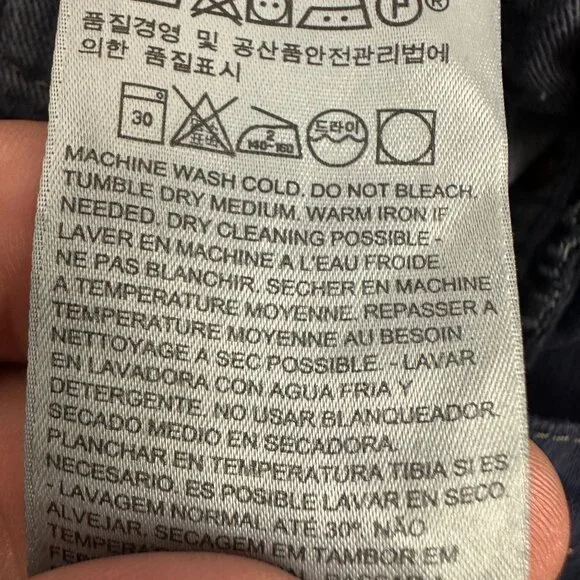 ®
품질경영 및 공산품안전관리법에
의한 품질표시
30
2
140-160
드라이
MACHINE WASH COLD. DO NOT BLEACH.
TUMBLE DRY MEDIUM. WARM IRON IF
NEEDED. DRY CLEANING POSSIBLE -
LAVER EN MACHINE A L'EAU FROIDE
NE PAS BLANCHIR. SECHER EN MACHINE
A TEMPERATURE MOYENNE. REPASSER A
TEMPERATURE MOYENNE AU BESOIN
NETTOYAGE A SEC POSSIBLE. - LAVAR
EN LAVADORA CON AGUA FRIA Y
DETERGENTE. NO USAR BLANQUEADOR.
SECADO MEDIO EN SECADORA.
PLANCHAR EN TEMPERATURA TIBIA SI ES
NECESARIO. ES POSIBLE LAVAR EN SECO.
- LAVAGEM NORMAL ATÉ 30°. NÃO
ALVEJAR, SECAGEM EM TAMBOR EM